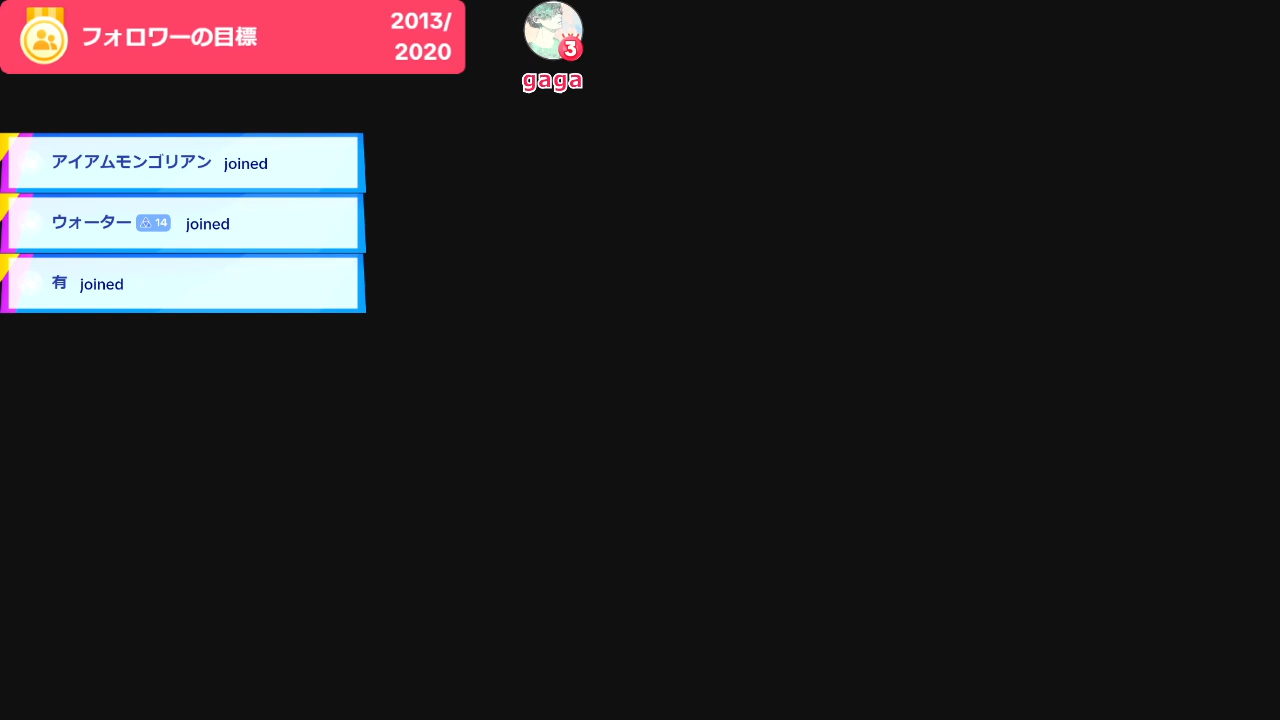 フォロワーの目標
2013/
2020
3
gaga
アイアムモンゴリアン joined
ウォーター 14 joined
有 joined